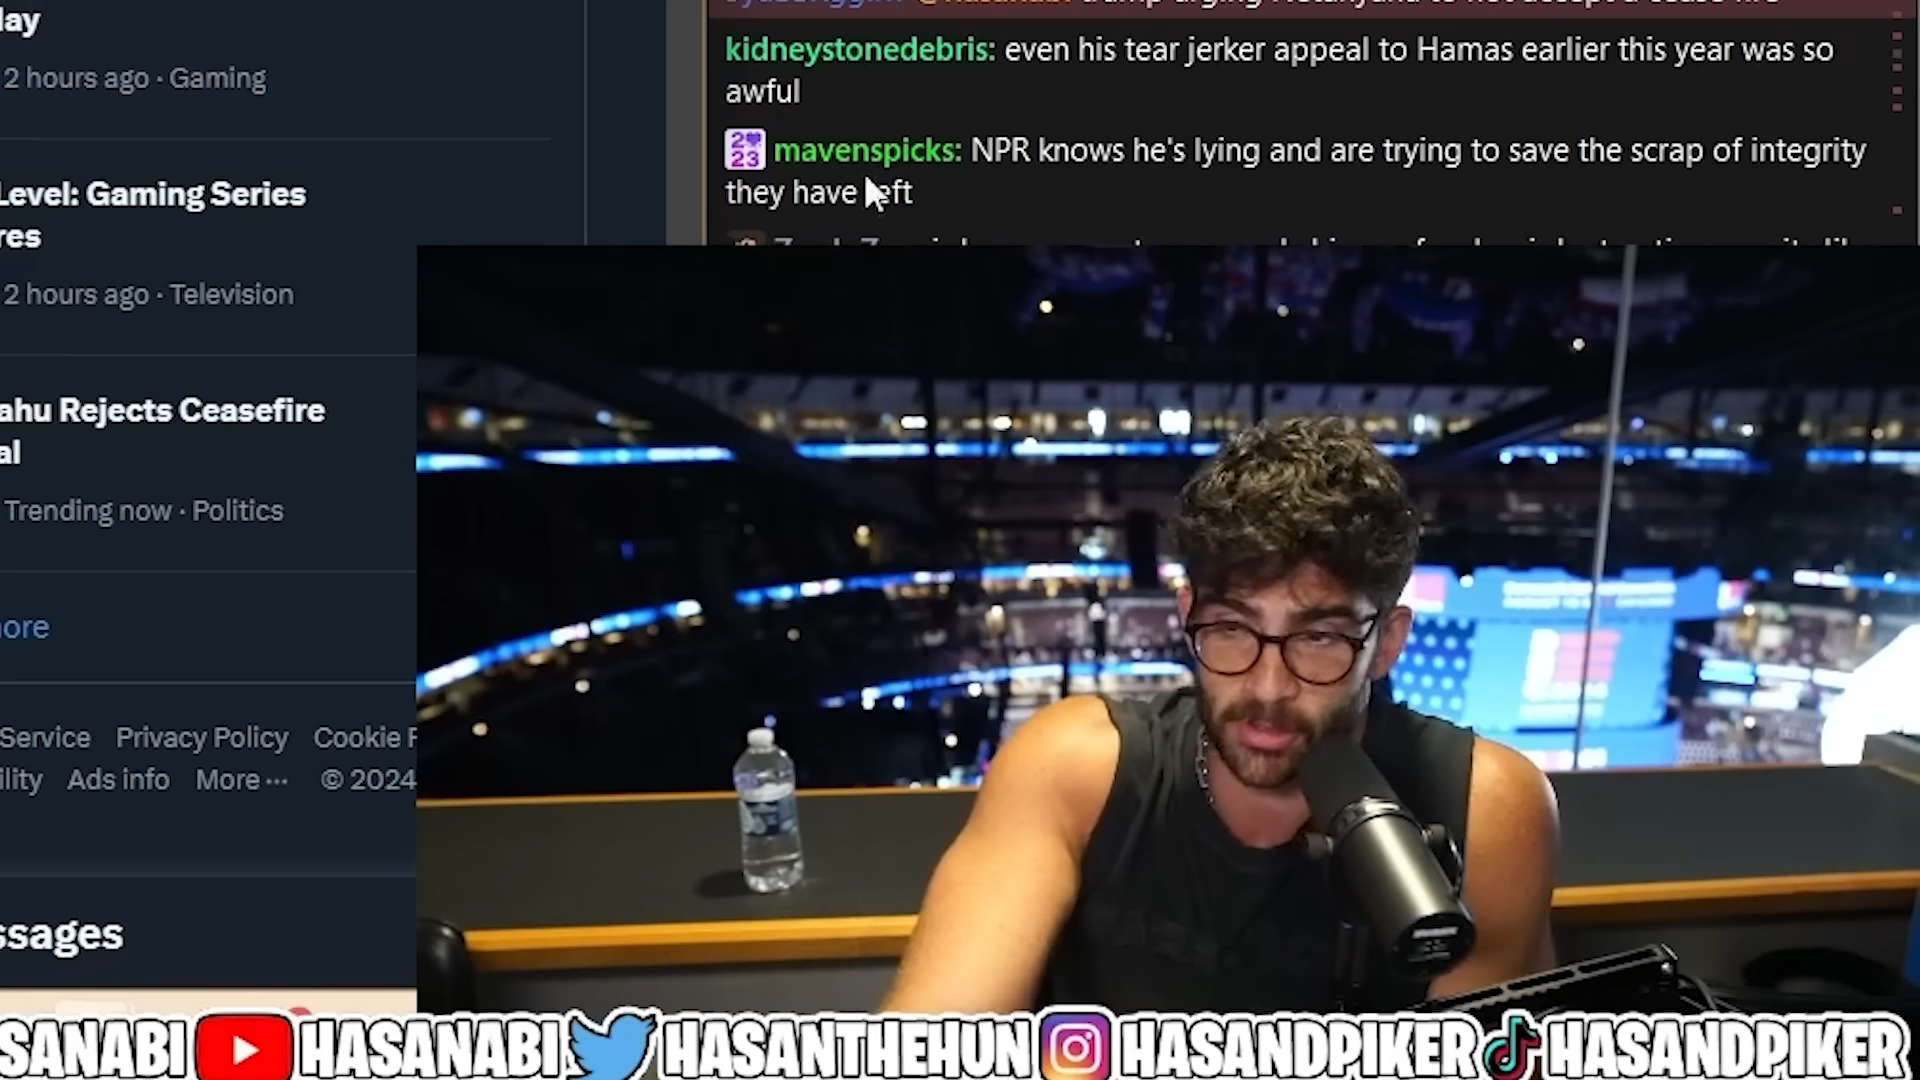 lay
2 hours ago · Gaming
Level: Gaming Series
res
2 hours ago · Television
ahu Rejects Ceasefire
al
Trending now · Politics
ore
Service Privacy Policy Cookie
ility Ads info More ··· © 2024
ssages
kidneystonedebris: even his tear jerker appeal to Hamas earlier this year was so
awful
2 23 mavenspicks: NPR knows he's lying and are trying to save the scrap of integrity
they have left
SANABI HASANABI HASANTHEHUN HASANDPIKER HASANDPIKER